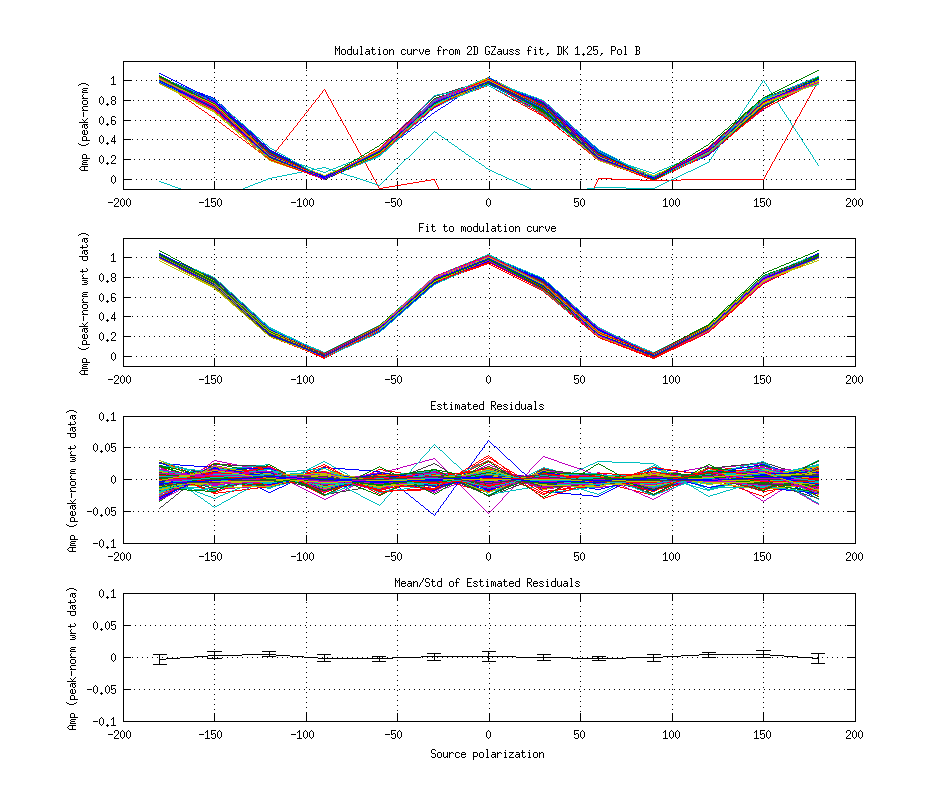 Modulation curve from 2D GZauss fit, DK 1.25, Pol B
Amp (peak-norm)
1
0.8
0.6
0.4
0.2
0
-200 -150 -100 -50 0 50 100 150 200
Fit to modulation curve
Amp (peak-norm wrt data)
1
0.8
0.6
0.4
0.2
0
-200 -150 -100 -50 0 50 100 150 200
Estimated Residuals
Amp (peak-norm wrt data)
0.1
0.05
0
-0.05
-0.1
-200 -150 -100 -50 0 50 100 150 200
Mean/Std of Estimated Residuals
Amp (peak-norm wrt data)
0.1
0.05
0
-0.05
-0.1
-200 -150 -100 -50 0 50 100 150 200
Source polarization